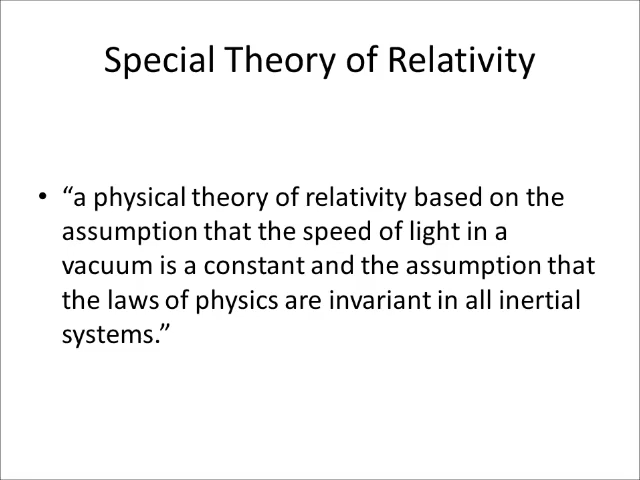 Special Theory of Relativity
• “a physical theory of relativity based on the
assumption that the speed of light in a
vacuum is a constant and the assumption that
the laws of physics are invariant in all inertial
systems.”